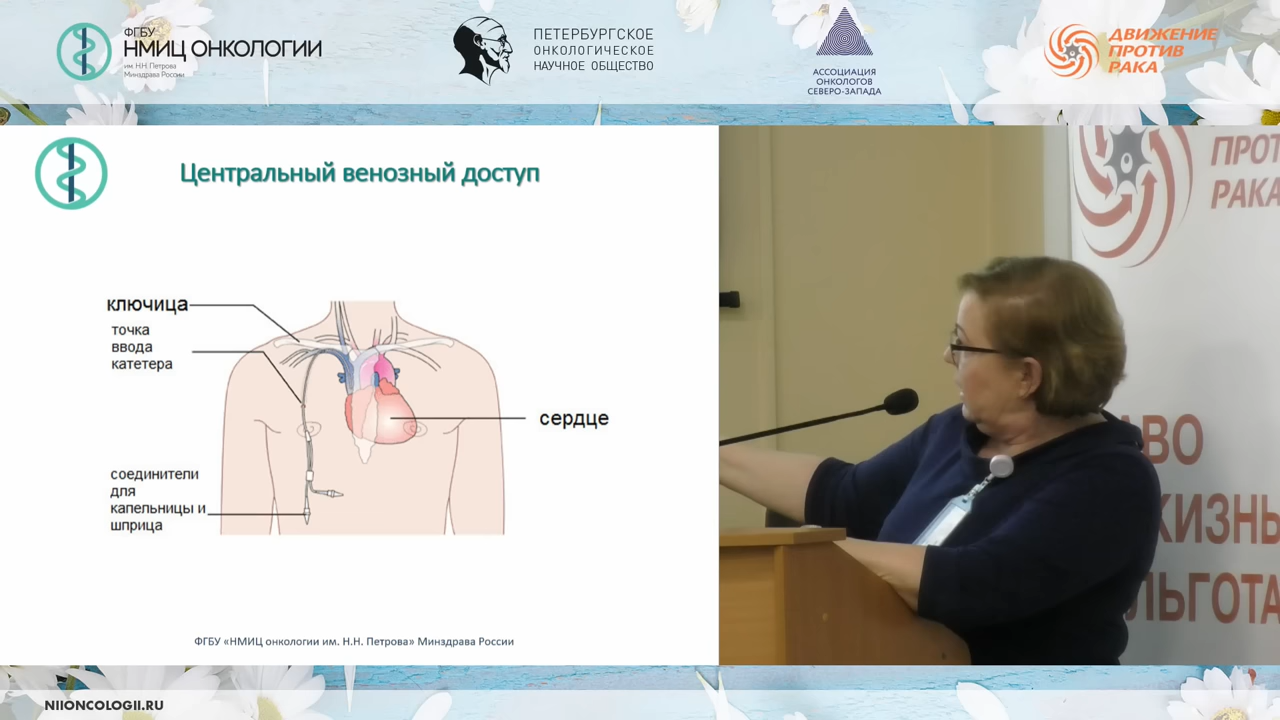 ФГБУ
НМИЦ ОНКОЛОГИИ
им. Н.Н. Петрова
Минздрава России
ПЕТЕРБУРГСКОЕ
ОНКОЛОГИЧЕСКОЕ
НАУЧНОЕ ОБЩЕСТВО
АССОЦИАЦИЯ
ОНКОЛОГОВ
СЕВЕРО-ЗАПАДА
ДВИЖЕНИЕ
ПРОТИВ
РАКА
Центральный венозный доступ
ключица
точка
ввода
катетера
сердце
соединители
для
капельницы и
шприца
ФГБУ «НМИЦ онкологии им. Н.Н. Петрова» Минздрава России
ПРОТ
РАКА
АВО
ЖИЗНЬ
ЛЬГОТА
NIIONCOLOGII.RU